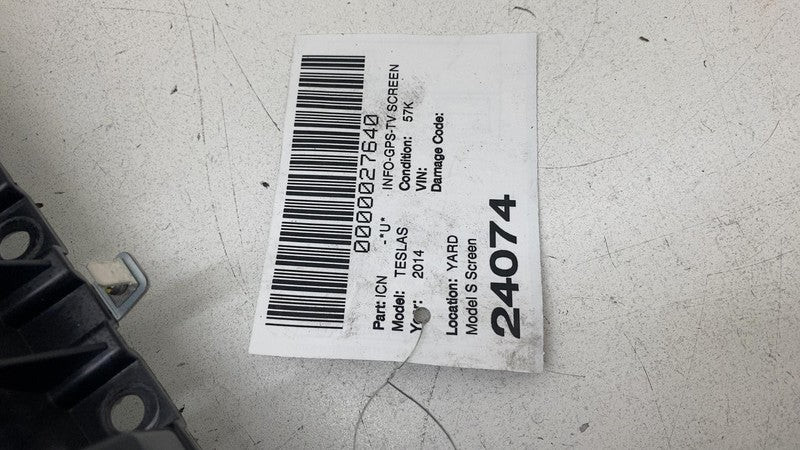 0000027640
Part: ICN -*U* INFO-GPS-TV SCREEN
Model: TESLAS Condition: 57K
Year: 2014 VIN:
Damage Code:
Location: YARD
Model S Screen
24074